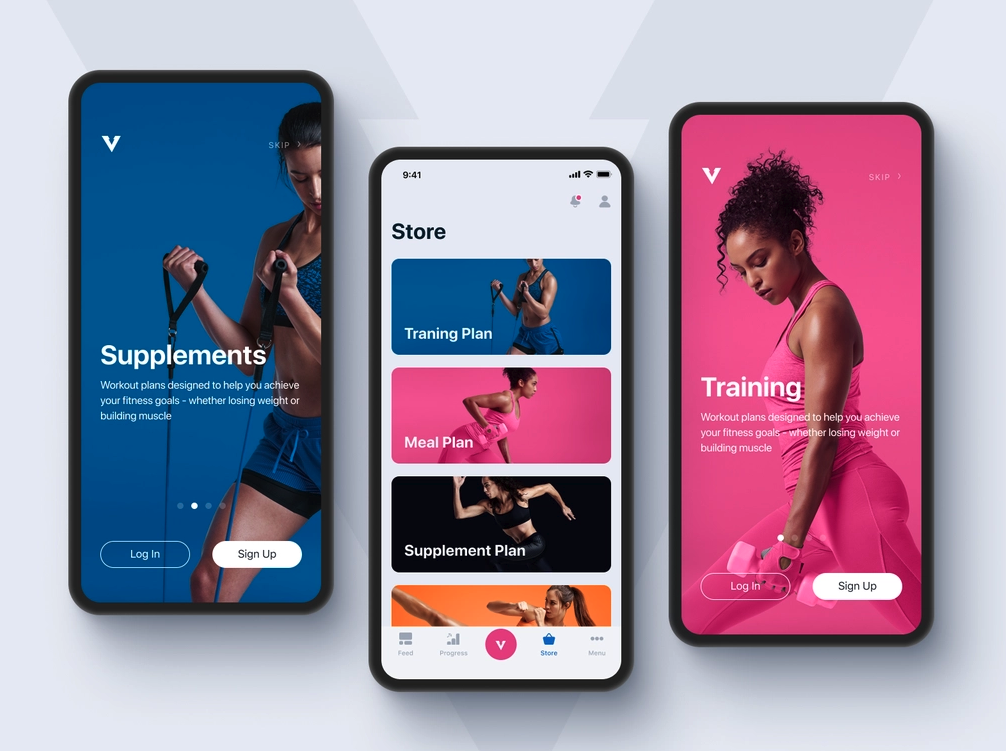 SKIP
Supplements
Workout plans designed to help you achieve
your fitness goals - whether losing weight or
building muscle
Log In
Sign Up
9:41
Store
Traning Plan
Meal Plan
Supplement Plan
Feed
Progress
Store
Menu
SKIP
Training
Workout plans designed to help you achieve
your fitness goals - whether losing weight or
building muscle
Log In
Sign Up